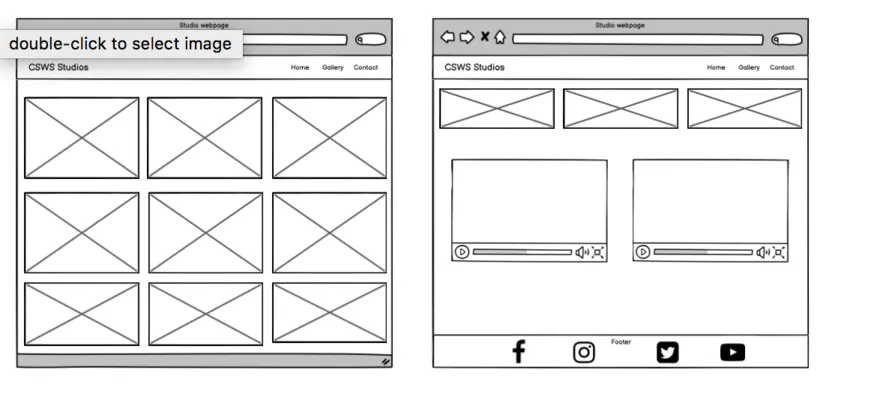 Studio webpage
double-click to select image
CSWS Studios
Home Gallery Contact
Studio webpage
CSWS Studios
Home Gallery Contact
Footer